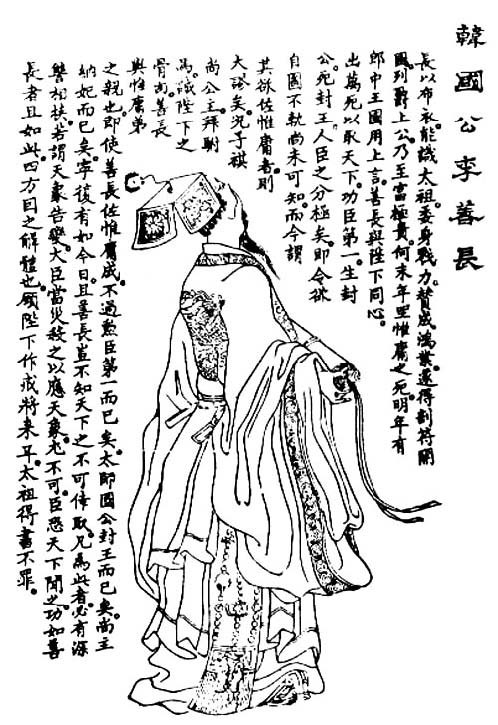 韓國公李善長
長以布衣能識太祖。委身戮力。贊成鴻業。遂得剖符開
國列爵上公。乃至富極貴。何末年坐惟庸之死。明年有
郎中王國用上言。善長與陛下同心。
出萬死以取天下。功臣第一。生封
公。死封王。人臣之分極矣。即令欲
自圖不軌。尚未可知。而今謂
其欲佐惟庸者。則
大謬矣。況子祺
尚公主。拜駙
馬。誠陛下之
骨肉。善長
與惟庸。第
之親也。即使善長佐惟庸成。不過勲臣第一而已矣。太師國公封王而已矣。尚主
納妃而已矣。寧復有如今日。且善長豈不知天下之不可倖取。凡為此者。必有深
讐相扶。若謂天象告變。大臣當災。殺之以應天象。尤不可。臣恐天下聞之。功如善
長者且如此。四方因之解體也。願陛下作戒將來耳。太祖得書不罪。